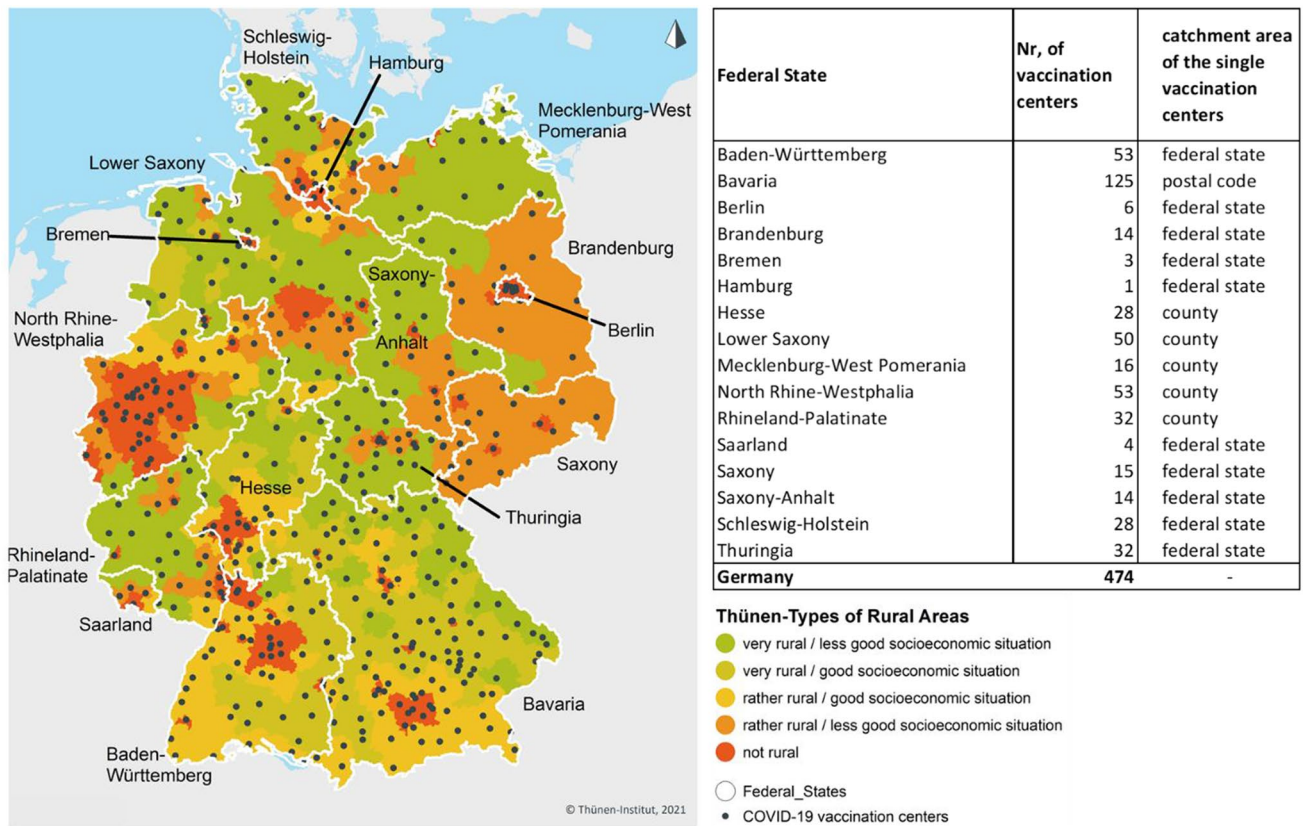 Schleswig-
Holstein
Hamburg
Mecklenburg-West
Pomerania
Lower Saxony
Bremen
Brandenburg
Saxony-
Anhalt
Berlin
North Rhine-
Westphalia
Saxony
Hesse
Thuringia
Rhineland-
Palatinate
Saarland
Bavaria
Baden-
Württemberg
© Thünen-Institut, 2021
Federal State
Nr, of
vaccination
centers
catchment area
of the single
vaccination
centers
Baden-Württemberg 53 federal state
Bavaria 125 postal code
Berlin 6 federal state
Brandenburg 14 federal state
Bremen 3 federal state
Hamburg 1 federal state
Hesse 28 county
Lower Saxony 50 county
Mecklenburg-West Pomerania 16 county
North Rhine-Westphalia 53 county
Rhineland-Palatinate 32 county
Saarland 4 federal state
Saxony 15 federal state
Saxony-Anhalt 14 federal state
Schleswig-Holstein 28 federal state
Thuringia 32 federal state
Germany 474 -
Thünen-Types of Rural Areas
very rural / less good socioeconomic situation
very rural / good socioeconomic situation
rather rural / good socioeconomic situation
rather rural / less good socioeconomic situation
not rural
Federal_States
COVID-19 vaccination centers